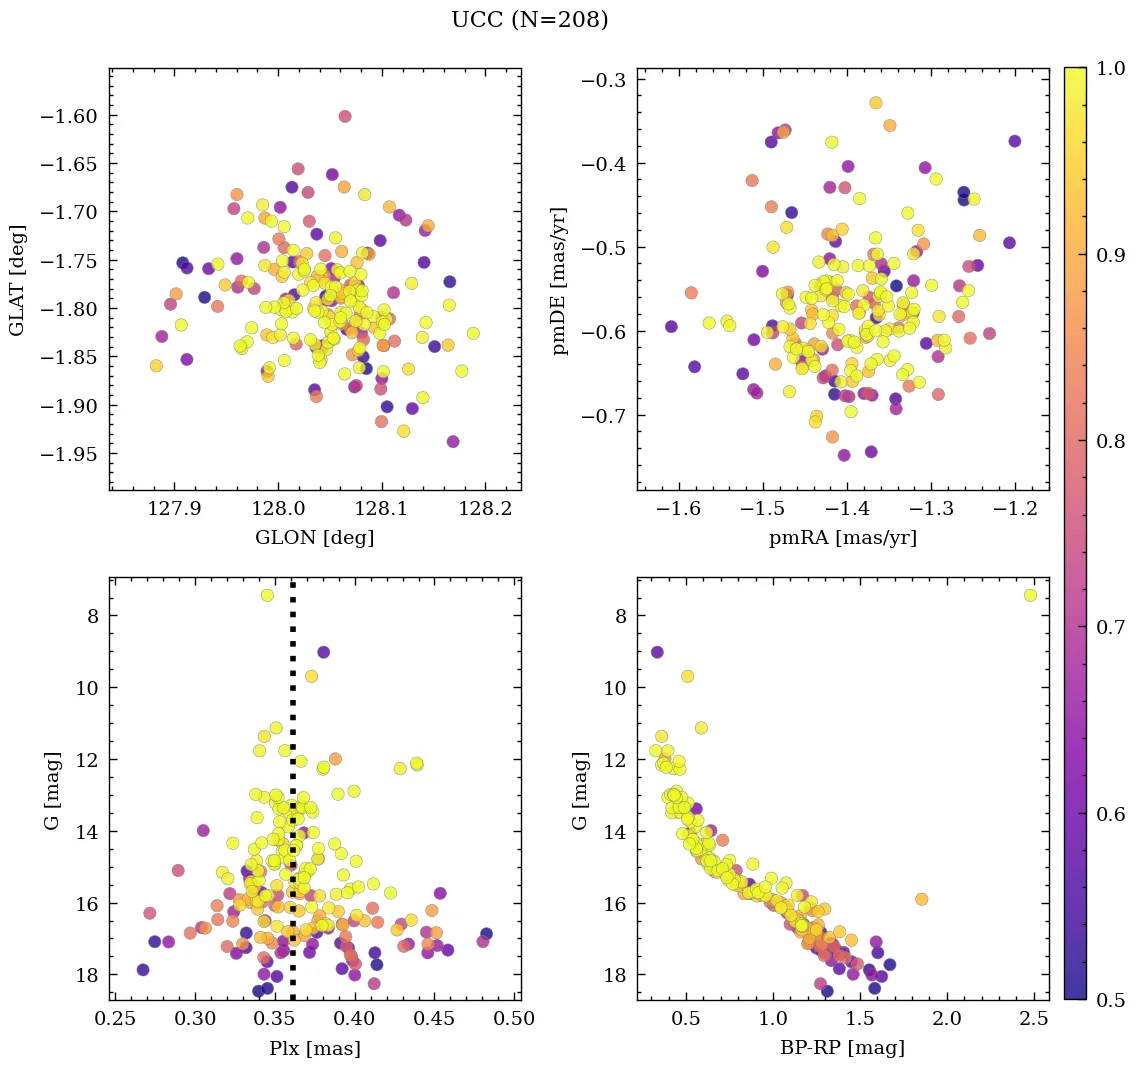 UCC (N=208)
−1.60
−1.65
−1.70
−1.75
−1.80
−1.85
−1.90
−1.95
GLAT [deg]
127.9 128.0 128.1 128.2
GLON [deg]
−0.3
−0.4
−0.5
−0.6
−0.7
pmDE [mas/yr]
−1.6 −1.5 −1.4 −1.3 −1.2
pmRA [mas/yr]
8
10
12
14
16
18
G [mag]
0.25 0.30 0.35 0.40 0.45 0.50
Plx [mas]
8
10
12
14
16
18
G [mag]
0.5 1.0 1.5 2.0 2.5
BP-RP [mag]
1.0
0.9
0.8
0.7
0.6
0.5